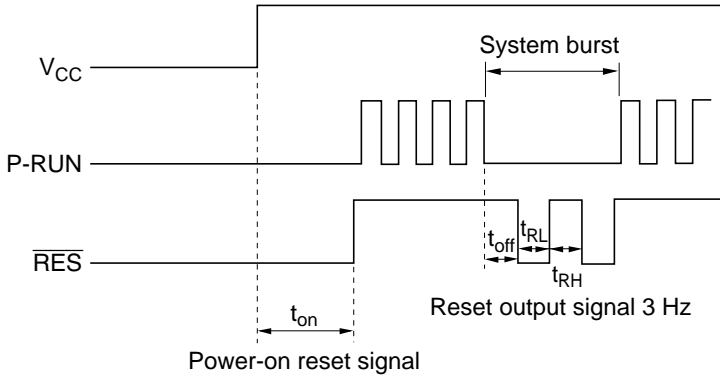 System burst
VCC
P-RUN
RES
toff
tRL
tRH
ton
Reset output signal 3 Hz
Power-on reset signal